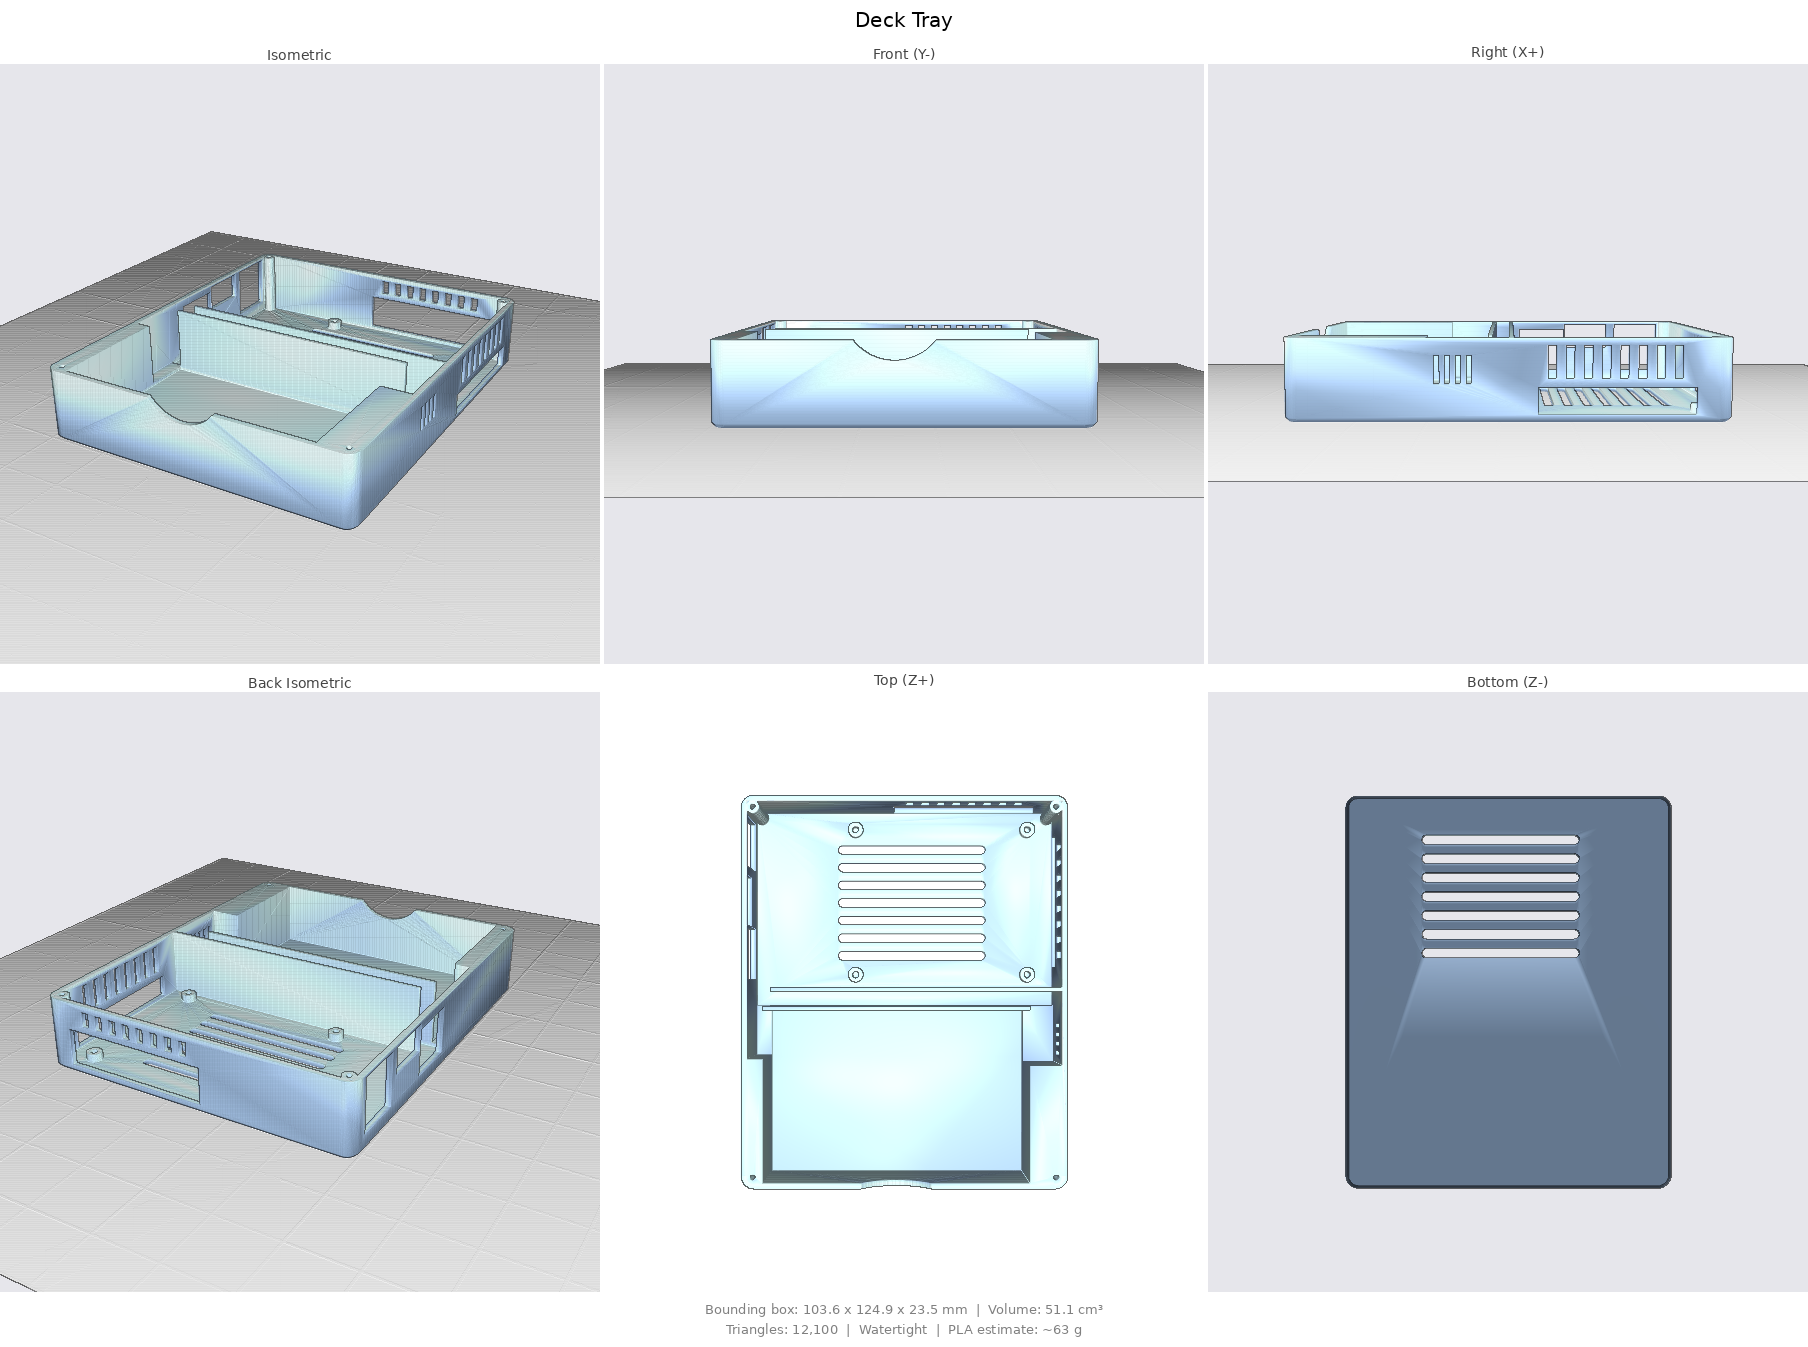 Deck Tray
Isometric
Front (Y-)
Right (X+)
Back Isometric
Top (Z+)
Bottom (Z-)
Bounding box: 103.6 x 124.9 x 23.5 mm | Volume: 51.1 cm³
Triangles: 12,100 | Watertight | PLA estimate: ~63 g